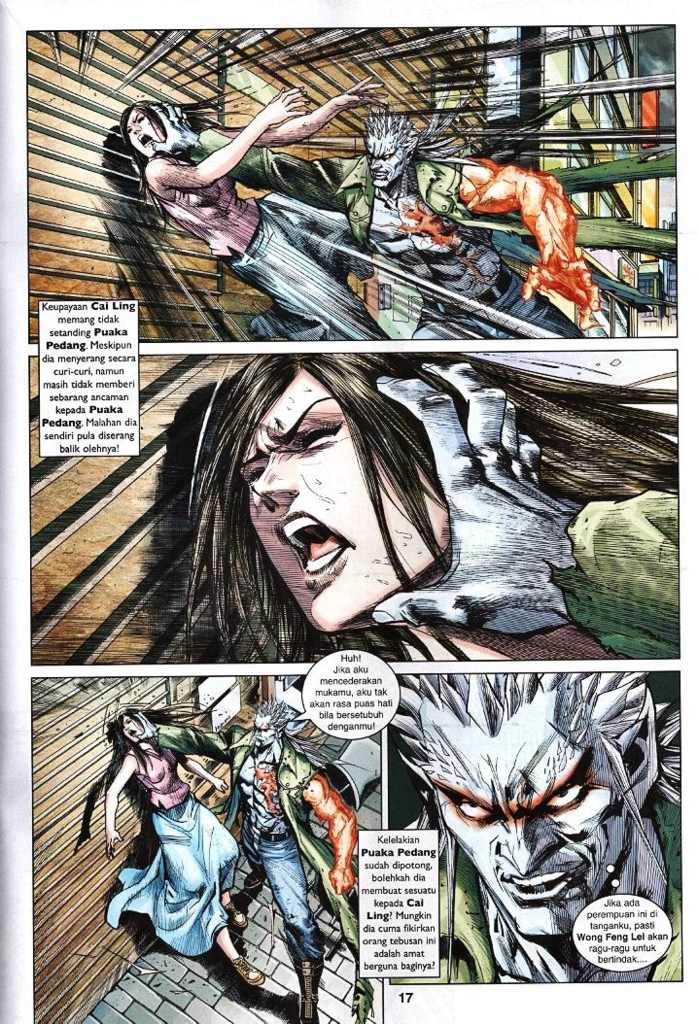 Keupayaan Cai Ling
memang tidak
setanding Puaka
Pedang. Meskipun
dia menyerang secara
curi-curi, namun
masih tidak memberi
sebarang ancaman
kepada Puaka
Pedang. Malahan dia
sendiri pula diserang
balik olehnya!
Huh!
Jika aku
mencederakan
mukamu, aku tak
akan rasa puas hati
bila bersetubuh
denganmu!
Kelelakian
Puaka Pedang
sudah dipotong,
bolehkah dia
membuat sesuatu
kepada Cai
Ling? Mungkin
dia cuma fikirkan
orang tebusan ini
adalah amat
berguna baginya?
Jika ada
perempuan ini di
tanganku, pasti
Wong Feng Lei akan
ragu-ragu untuk
bertindak....
17